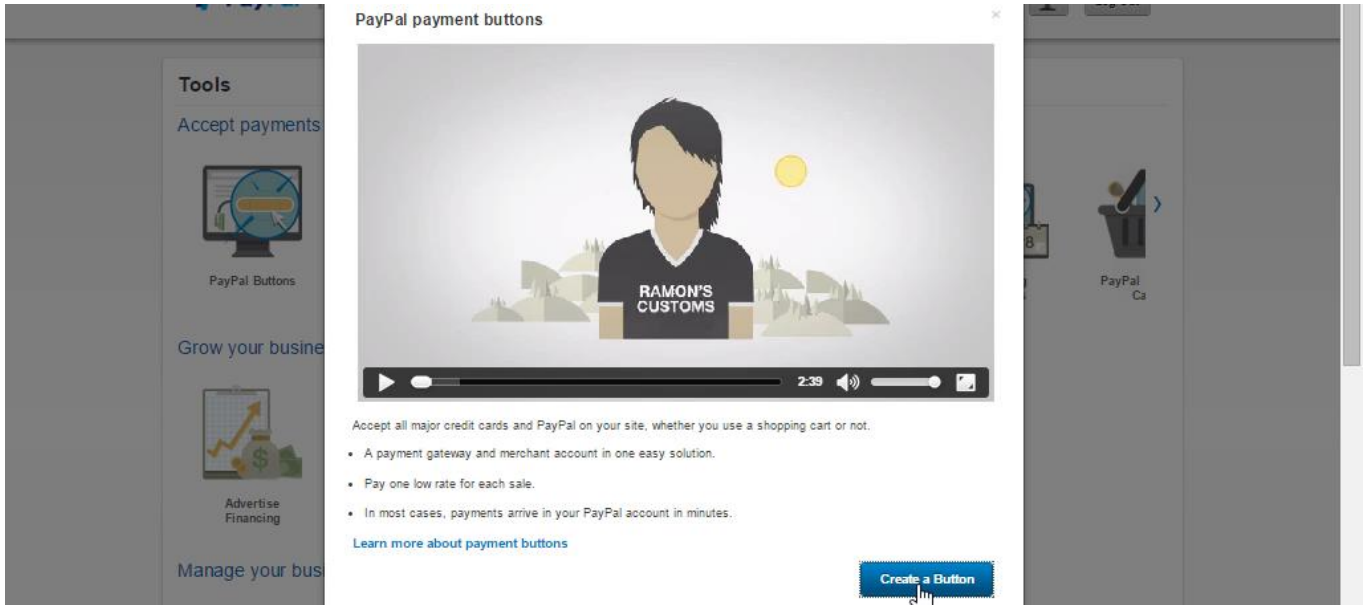 PayPal payment buttons
×
Tools
Accept payments
PayPal Buttons
PayPal
Ca
8
RAMON'S
CUSTOMS
2:39
Grow your busine
Accept all major credit cards and PayPal on your site, whether you use a shopping cart or not.
• A payment gateway and merchant account in one easy solution.
• Pay one low rate for each sale.
• In most cases, payments arrive in your PayPal account in minutes.
Advertise
Financing
Learn more about payment buttons
Manage your busi
Create a Button